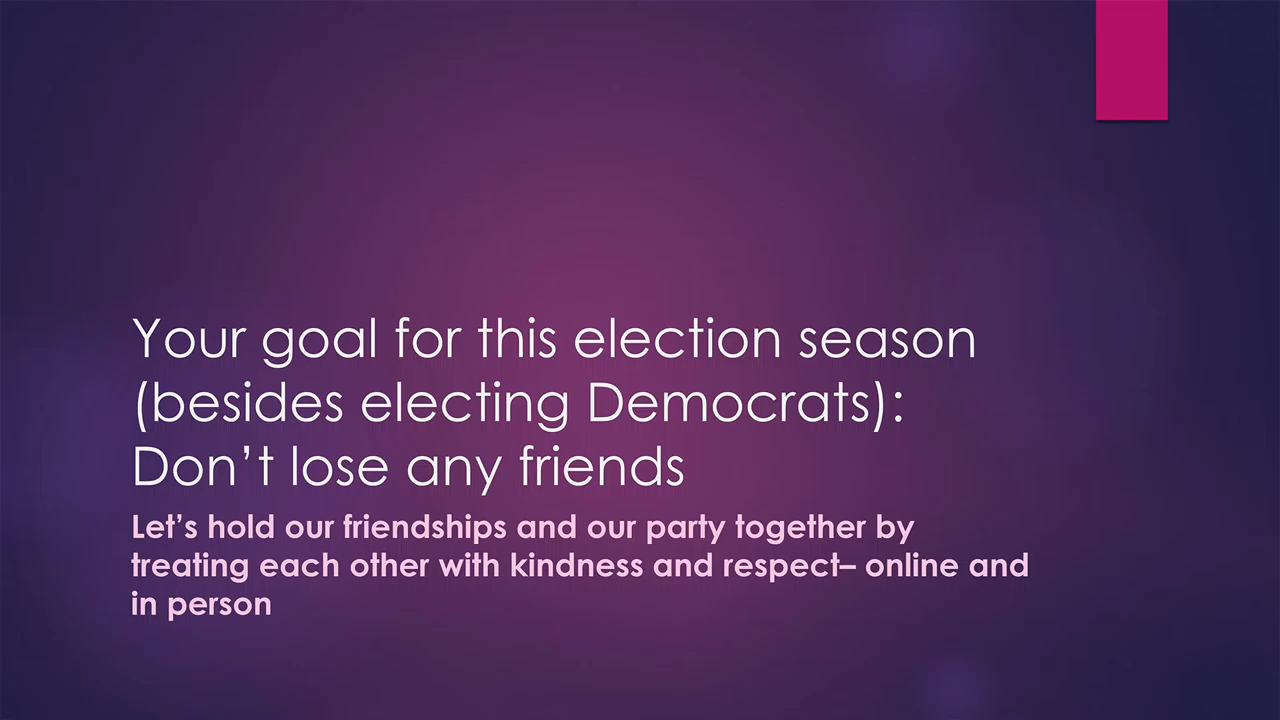 Your goal for this election season
(besides electing Democrats):
Don’t lose any friends
Let’s hold our friendships and our party together by
treating each other with kindness and respect– online and
in person